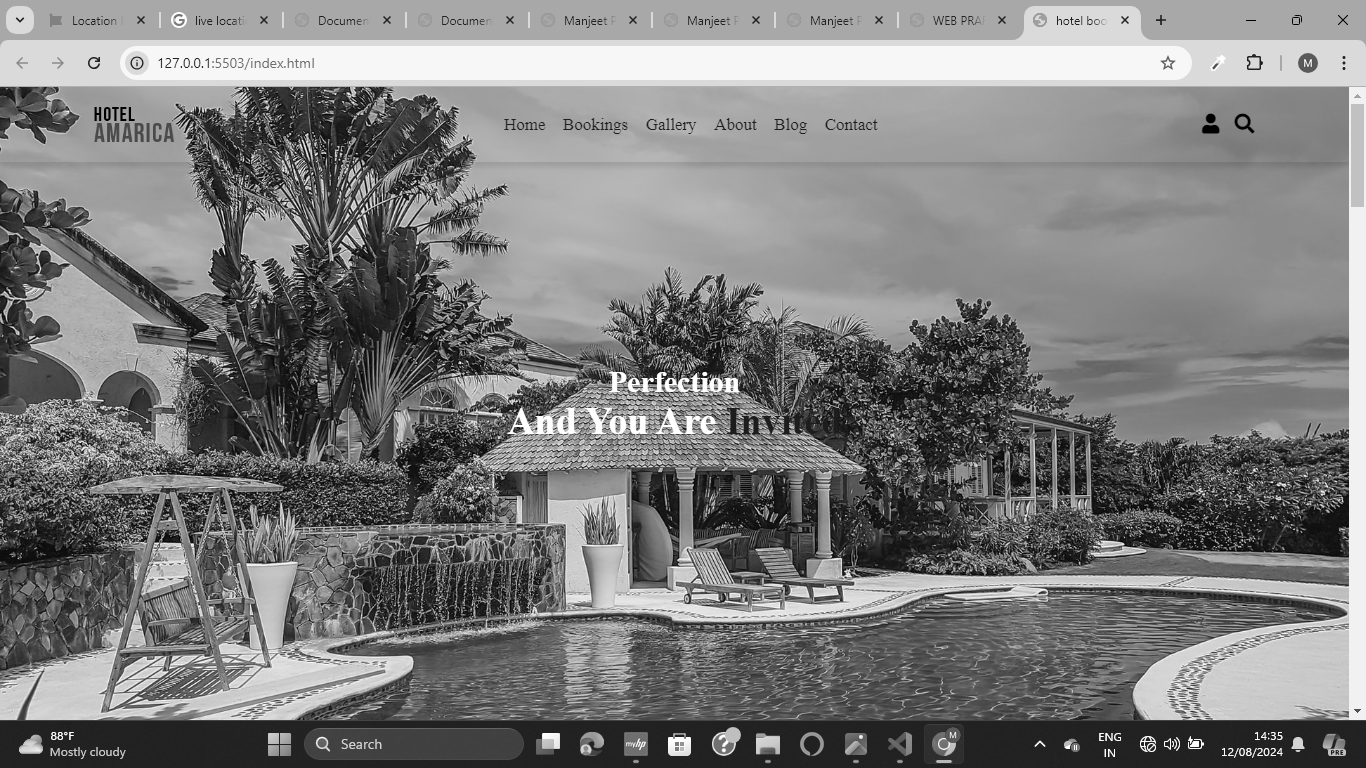 Location
live locati
Documen
Documen
Manjeet P
Manjeet P
Manjeet P
WEB PRA
hotel boo
127.0.0.1:5503/index.html
M
HOTEL
AMARICA
Home Bookings Gallery About Blog Contact
Perfection
And You Are Invited
88°F
Mostly cloudy
Search
myhp
M
ENG
IN
14:35
12/08/2024
PRE